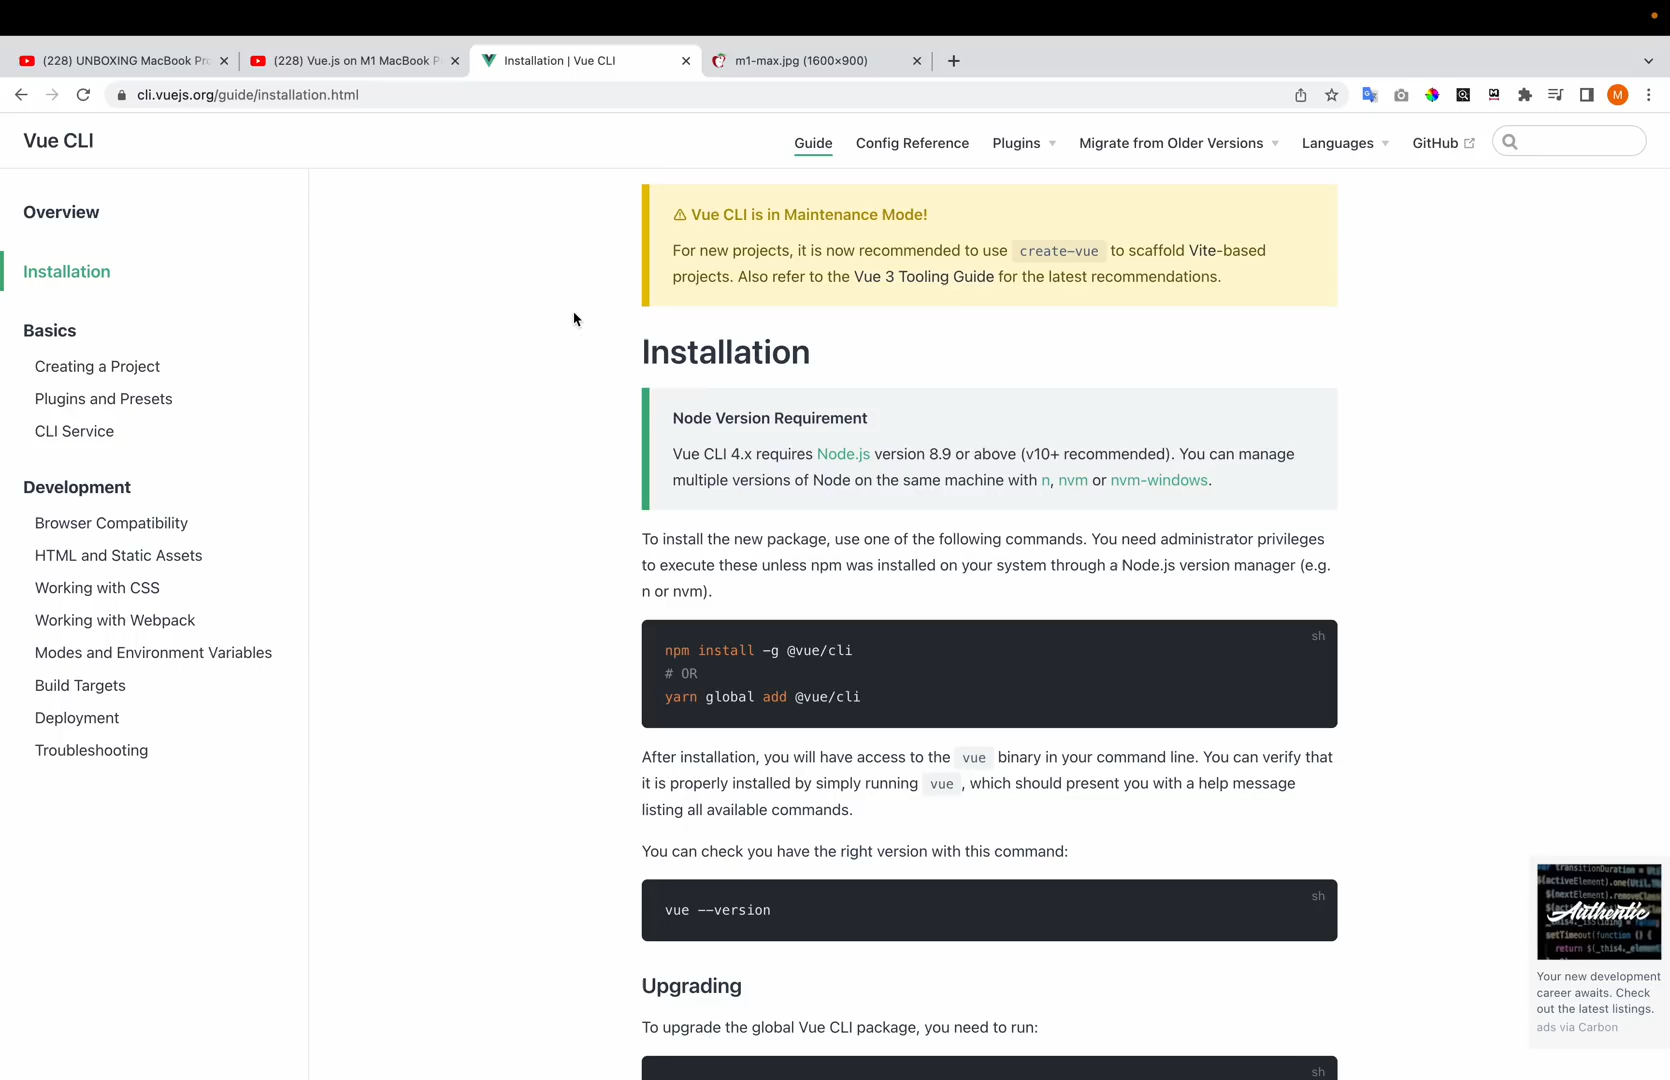 (228) UNBOXING MacBook Pro
(228) Vue.js on M1 MacBook P
Installation | Vue CLI
m1-max.jpg (1600×900)
cli.vuejs.org/guide/installation.html
M
Vue CLI
Guide
Config Reference
Plugins
Migrate from Older Versions
Languages
GitHub
Overview
Installation
Basics
Creating a Project
Plugins and Presets
CLI Service
Development
Browser Compatibility
HTML and Static Assets
Working with CSS
Working with Webpack
Modes and Environment Variables
Build Targets
Deployment
Troubleshooting
⚠ Vue CLI is in Maintenance Mode!
For new projects, it is now recommended to use create-vue to scaffold Vite-based
projects. Also refer to the Vue 3 Tooling Guide for the latest recommendations.
Installation
Node Version Requirement
Vue CLI 4.x requires Node.js version 8.9 or above (v10+ recommended). You can manage
multiple versions of Node on the same machine with n, nvm or nvm-windows.
To install the new package, use one of the following commands. You need administrator privileges
to execute these unless npm was installed on your system through a Node.js version manager (e.g.
n or nvm).
sh
npm install -g @vue/cli
# OR
yarn global add @vue/cli
After installation, you will have access to the vue binary in your command line. You can verify that
it is properly installed by simply running vue , which should present you with a help message
listing all available commands.
You can check you have the right version with this command:
sh
vue --version
Upgrading
To upgrade the global Vue CLI package, you need to run:
sh
Authentic
Your new development
career awaits. Check
out the latest listings.
ads via Carbon